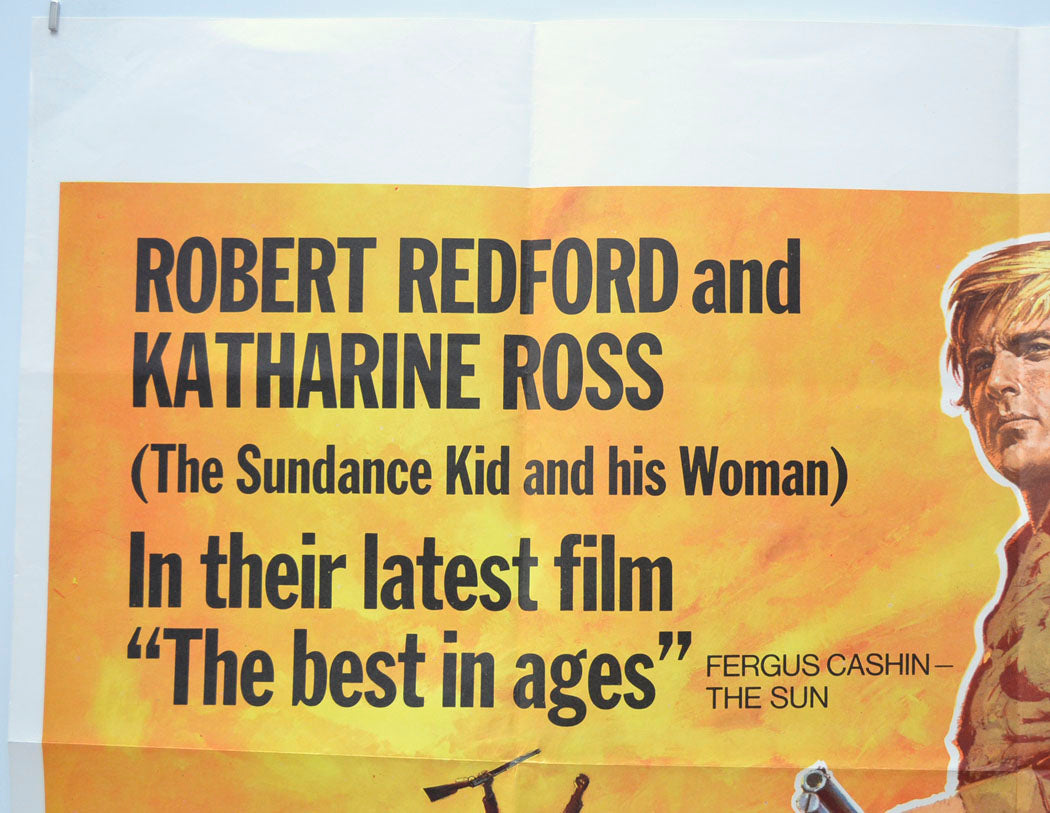 ROBERT REDFORD and
KATHARINE ROSS
(The Sundance Kid and his Woman)
In their latest film
“The best in ages”
FERGUS CASHIN—
THE SUN